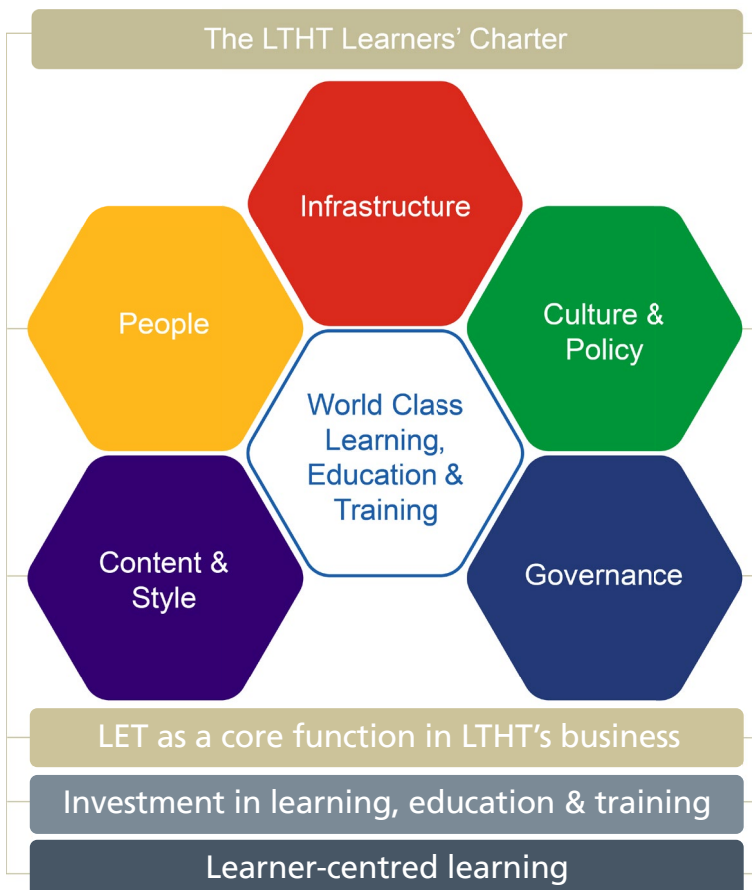 The LTHT Learners’ Charter
Infrastructure
People
Culture &
Policy
World Class
Learning,
Education &
Training
Content &
Style
Governance
LET as a core function in LTHT’s business
Investment in learning, education & training
Learner-centred learning